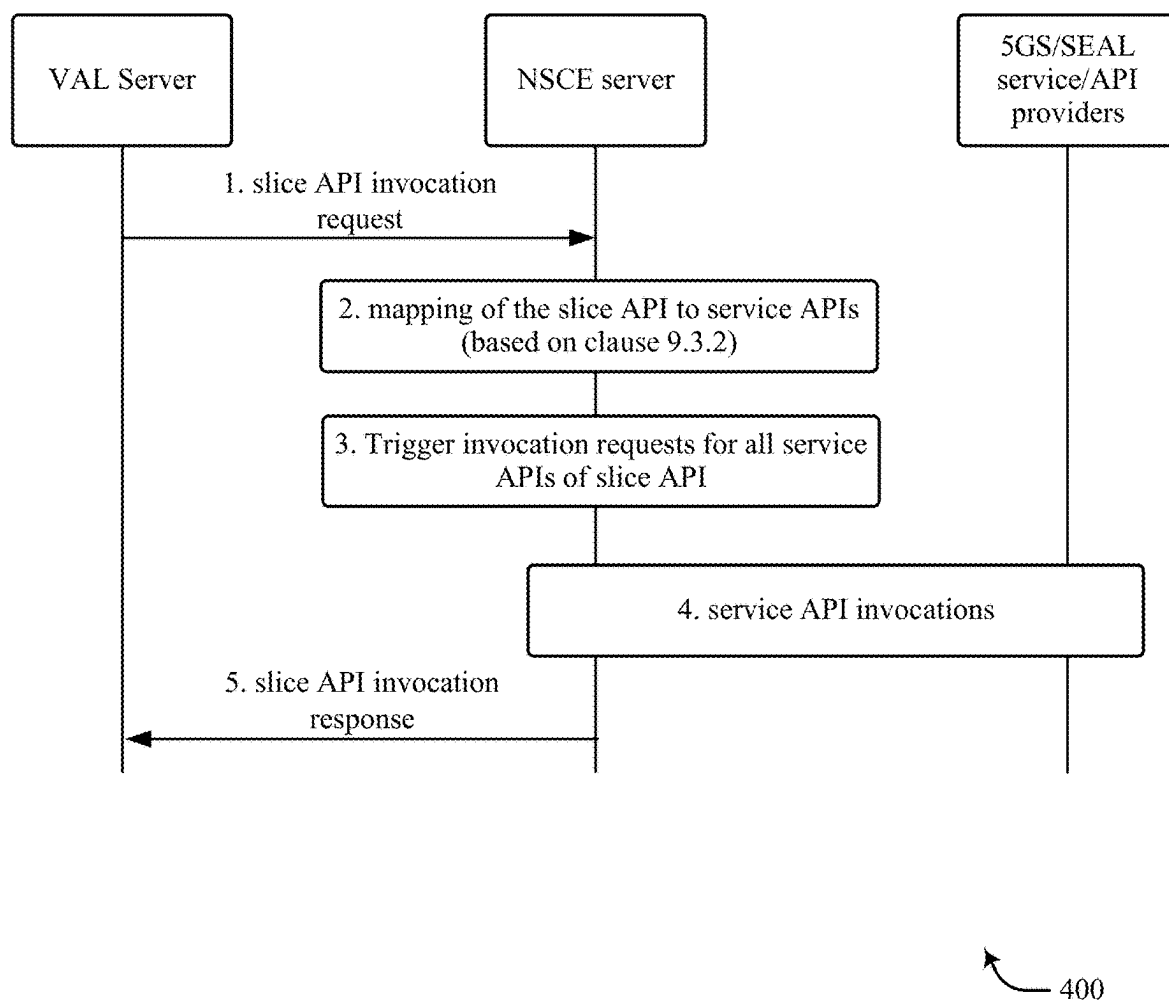 VAL Server
NSCE server
5GS/SEAL
service/API
providers
1. slice API invocation
request
2. mapping of the slice API to service APIs
(based on clause 9.3.2)
3. Trigger invocation requests for all service
APIs of slice API
4. service API invocations
5. slice API invocation
response
400